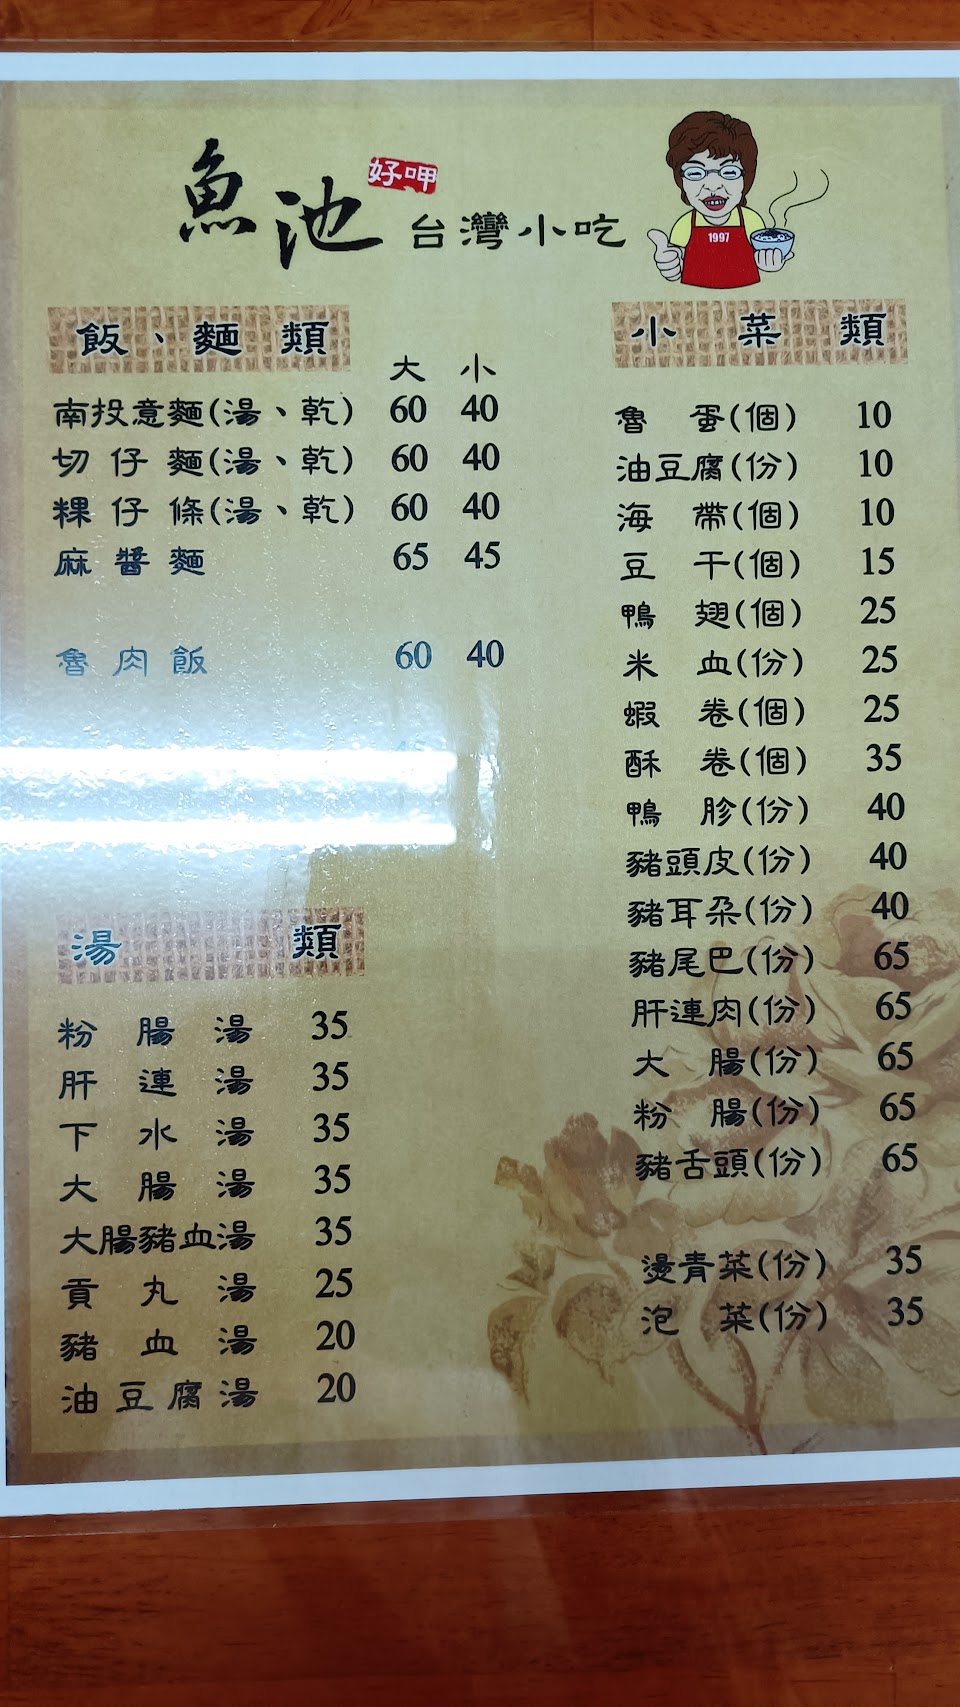 魚池 好呷 台灣小吃
1997
飯、麵類
大 小
南投意麵(湯、乾) 60 40
切仔麵(湯、乾) 60 40
粿仔條(湯、乾) 60 40
麻醬麵 65 45
魯肉飯 60 40
湯類
粉腸湯 35
肝連湯 35
下水湯 35
大腸湯 35
大腸豬血湯 35
貢丸湯 25
豬血湯 20
油豆腐湯 20
小菜類
魯蛋(個) 10
油豆腐(份) 10
海帶(個) 10
豆干(個) 15
鴨翅(個) 25
米血(份) 25
蝦卷(個) 25
酥卷(個) 35
鴨胗(份) 40
豬頭皮(份) 40
豬耳朵(份) 40
豬尾巴(份) 65
肝連肉(份) 65
大腸(份) 65
粉腸(份) 65
豬舌頭(份) 65
燙青菜(份) 35
泡菜(份) 35